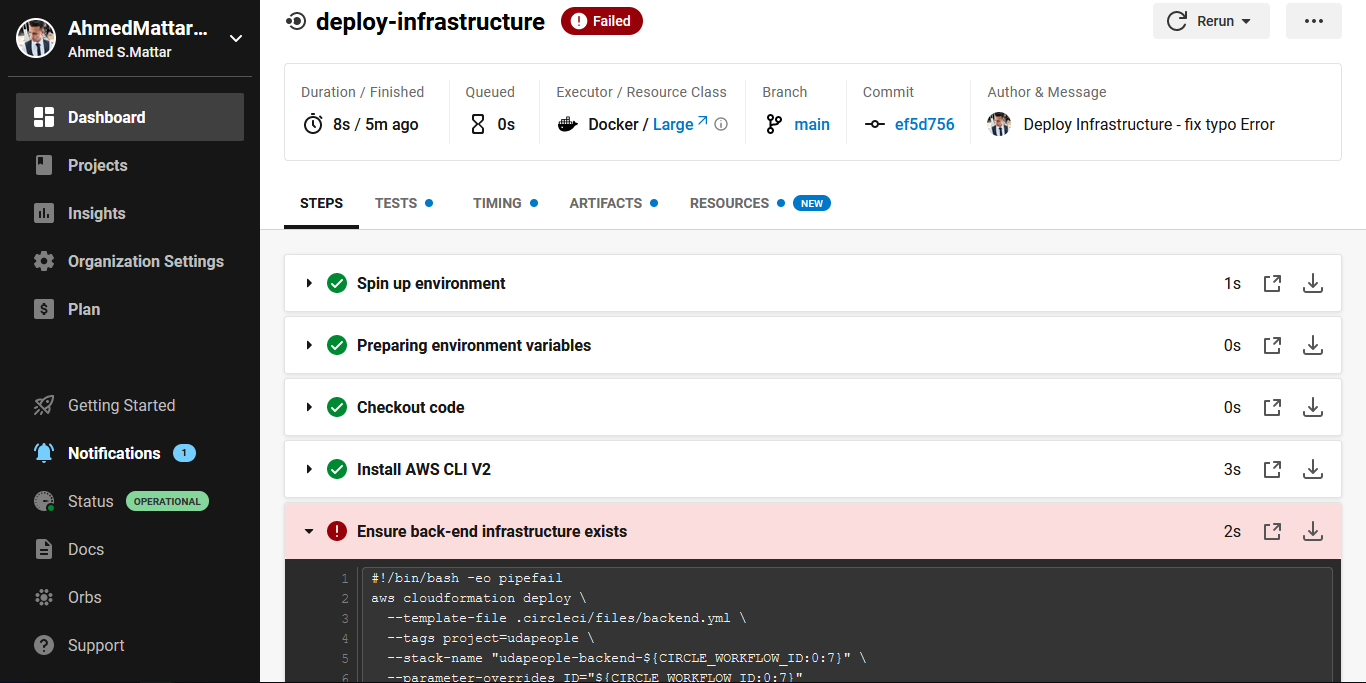 AhmedMattar...
Ahmed S.Mattar
Dashboard
Projects
Insights
Organization Settings
Plan
Getting Started
Notifications 1
Status OPERATIONAL
Docs
Orbs
Support
deploy-infrastructure Failed
Rerun
Duration / Finished
8s / 5m ago
Queued
0s
Executor / Resource Class
Docker / Large
Branch
main
Commit
ef5d756
Author & Message
Deploy Infrastructure - fix typo Error
STEPS TESTS TIMING ARTIFACTS RESOURCES NEW
Spin up environment 1s
Preparing environment variables 0s
Checkout code 0s
Install AWS CLI V2 3s
Ensure back-end infrastructure exists 2s
1 #!/bin/bash -eo pipefail
2 aws cloudformation deploy \
3 --template-file .circleci/files/backend.yml \
4 --tags project=udapeople \
5 --stack-name "udapeople-backend-${CIRCLE_WORKFLOW_ID:0:7}" \
6 --parameter-overrides ID="${CIRCLE_WORKFLOW_ID:0:7}"